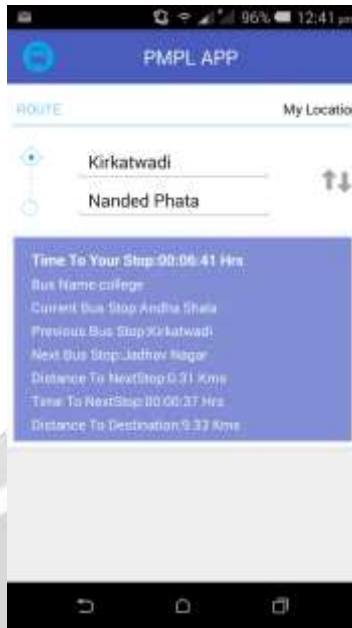 96% 12:41 pm
PMPL APP
ROUTE My Locatio
Kirkatwadi
Nanded Phata
Time To Your Stop:00:06:41 Hrs
Bus Name:college
Current Bus Stop:Andha Shala
Previous Bus Stop:Kirkatwadi
Next Bus Stop:Jadhav Nagar
Distance To NextStop:0.31 Kms
Time To NextStop:00:00:37 Hrs
Distance To Destination:9.33 Kms